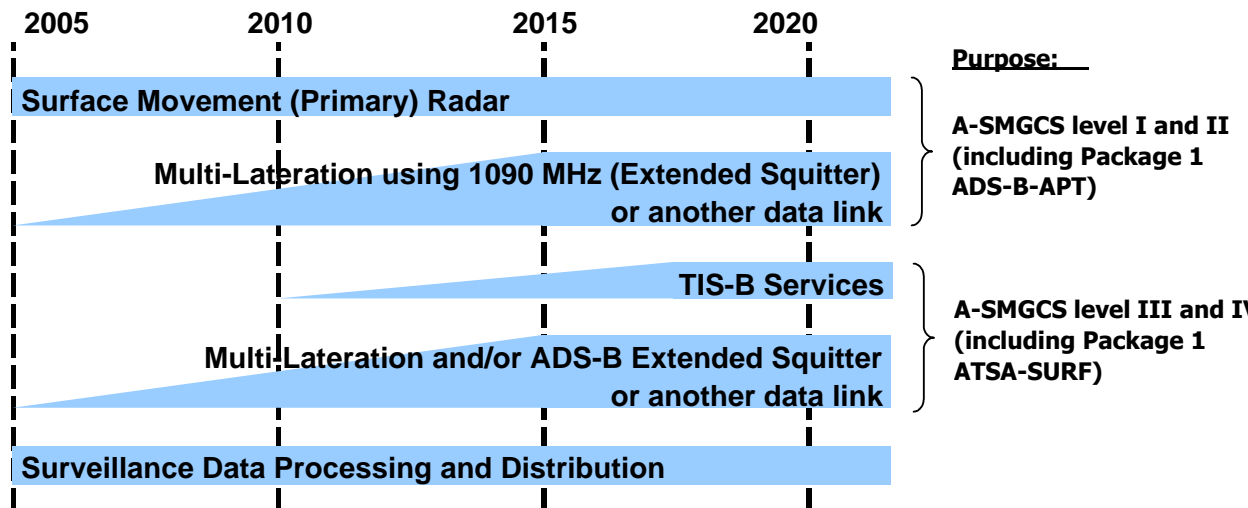 2005 2010 2015 2020
Purpose:
Surface Movement (Primary) Radar
A-SMGCS level I and II
(including Package 1
ADS-B-APT)
Multi-Lateration using 1090 MHz (Extended Squitter)
or another data link
TIS-B Services
A-SMGCS level III and IV
(including Package 1
ATSA-SURF)
Multi-Lateration and/or ADS-B Extended Squitter
or another data link
Surveillance Data Processing and Distribution